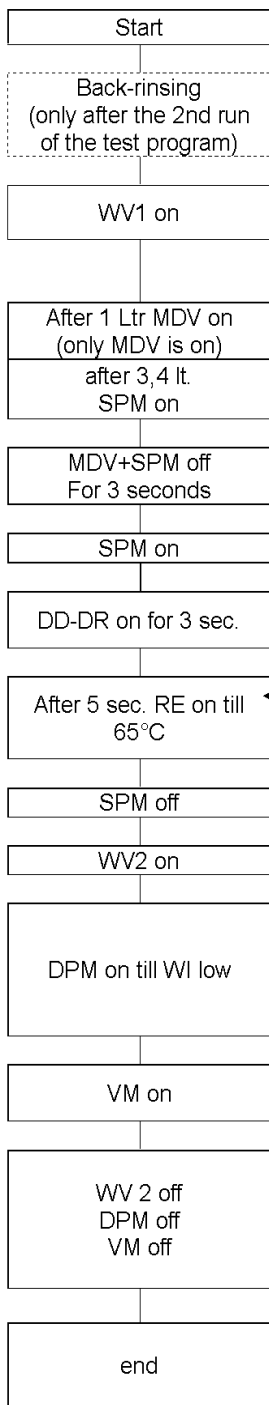 Start
Back-rinsing
(only after the 2nd run
of the test program)
WV1 on
After 1 Ltr MDV on
(only MDV is on)
after 3,4 lt.
SPM on
MDV+SPM off
For 3 seconds
SPM on
DD-DR on for 3 sec.
After 5 sec. RE on till
65°C
SPM off
WV2 on
DPM on till WI low
VM on
WV 2 off
DPM off
VM off
end